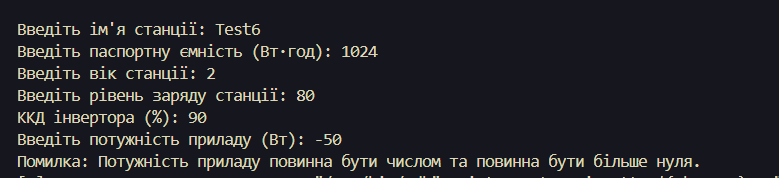 Введіть ім'я станції: Test6
Введіть паспортну ємність (Вт·год): 1024
Введіть вік станції: 2
Введіть рівень заряду станції: 80
ККД інвертора (%): 90
Введіть потужність приладу (Вт): -50
Помилка: Потужність приладу повинна бути числом та повинна бути більше нуля.